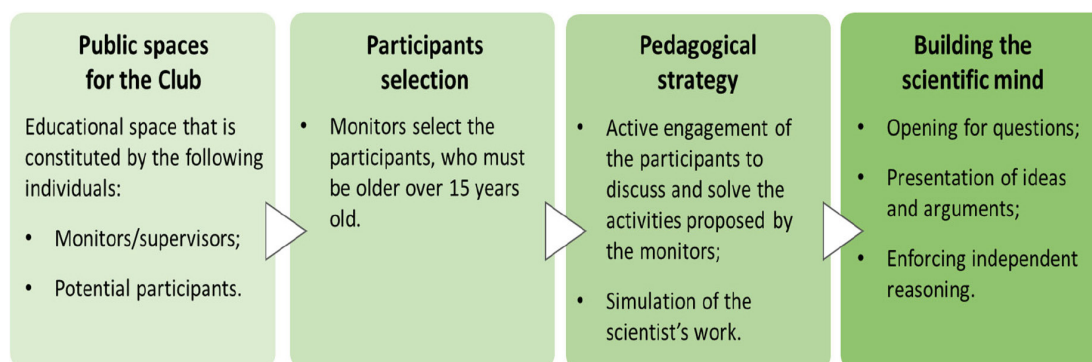 Public spaces
for the Club
Educational space that is
constituted by the following
individuals:
• Monitors/supervisors;
• Potential participants.
Participants
selection
• Monitors select the
participants, who must
be older over 15 years
old.
Pedagogical
strategy
• Active engagement of
the participants to
discuss and solve the
activities proposed by
the monitors;
• Simulation of the
scientist's work.
Building the
scientific mind
• Opening for questions;
• Presentation of ideas
and arguments;
• Enforcing independent
reasoning.